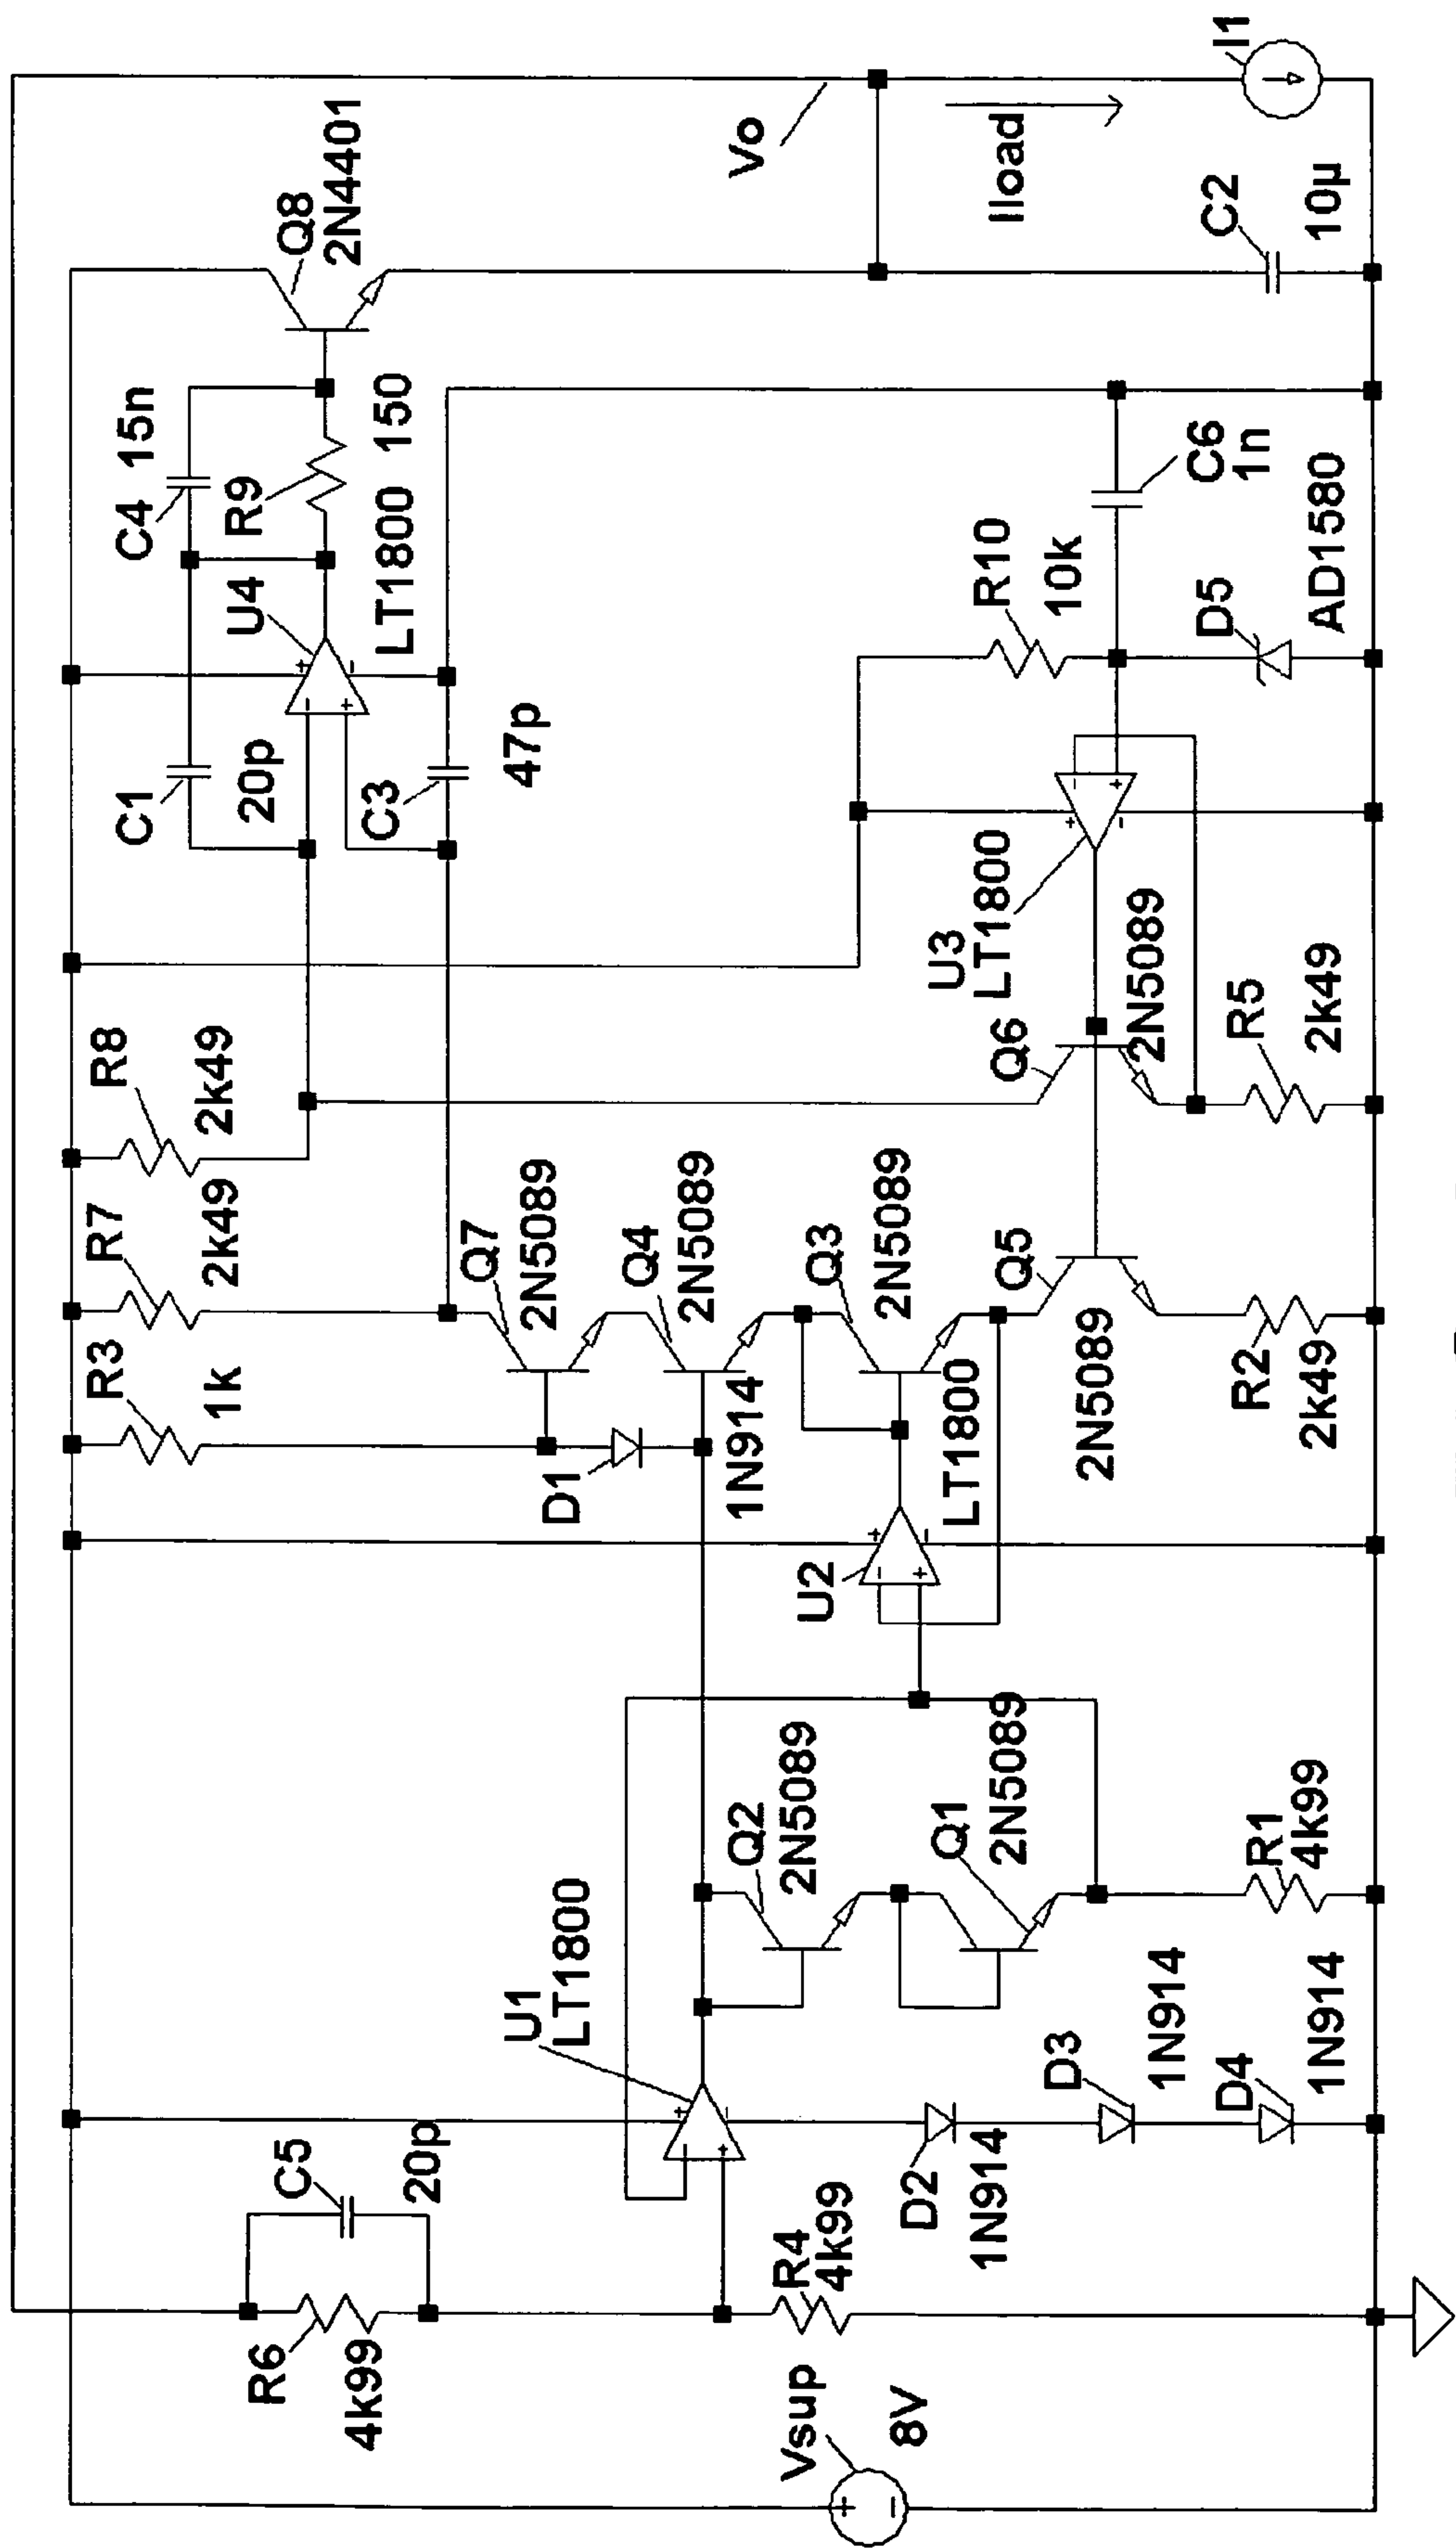 Vsup
8V
R6
4k99
C5
20p
R4
4k99
U1
LT1800
D2
1N914
D3
1N914
D4
1N914
Q2
2N5089
Q1
2N5089
R1
4k99
U2
LT1800
D1
1N914
R3
1k
R7
2k49
R8
2k49
Q7
2N5089
Q4
2N5089
Q3
2N5089
Q5
2N5089
R2
2k49
Q6
2N5089
R5
2k49
U3
LT1800
C1
20p
C3
47p
U4
LT1800
C4
15n
R9
150
R10
10k
C6
1n
D5
AD1580
Q8
2N4401
Vo
Iload
C2
10µ
I1